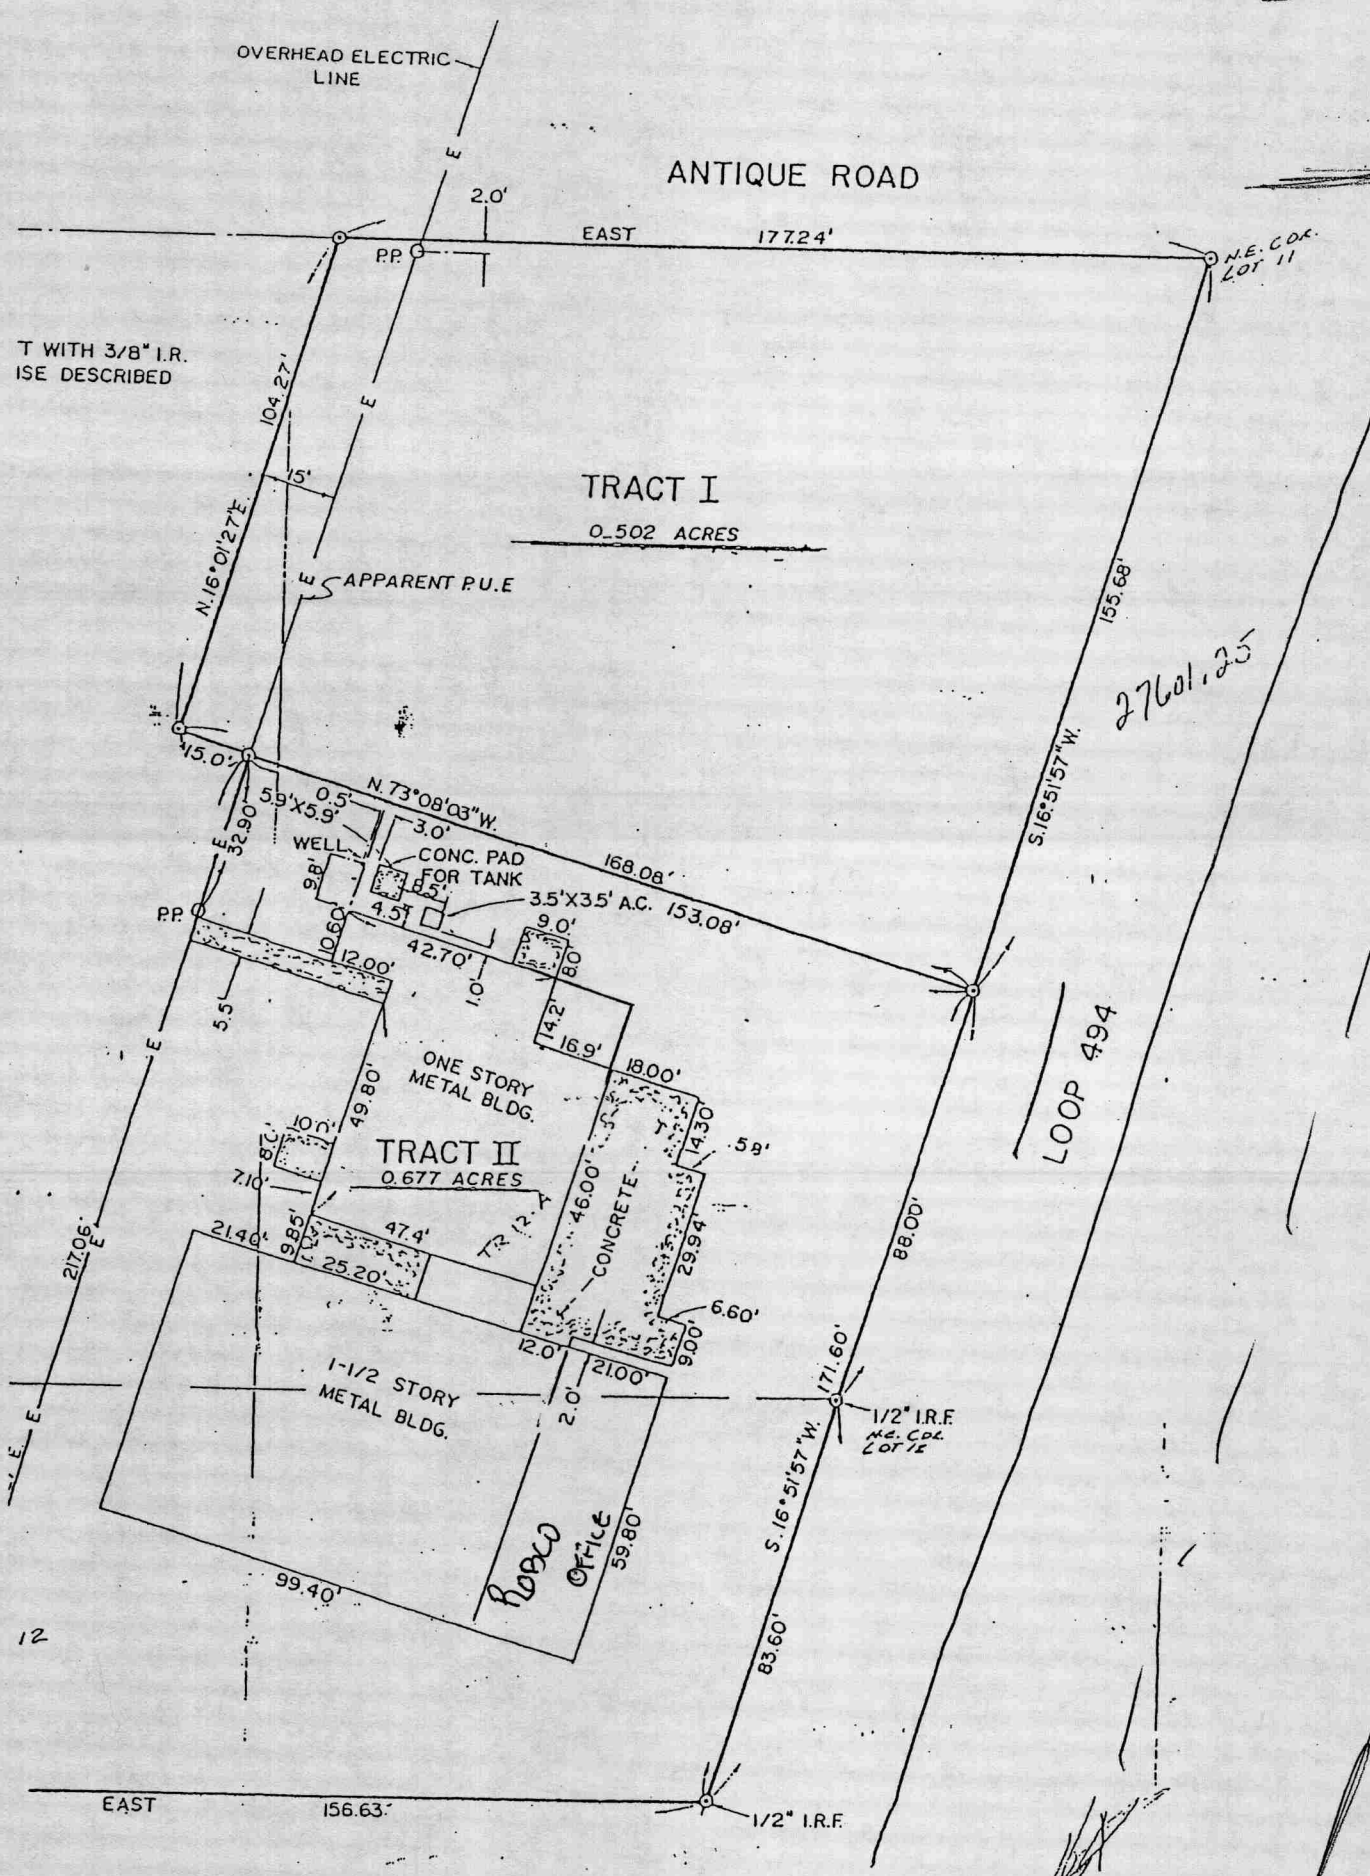 OVERHEAD ELECTRIC
LINE
E
ANTIQUE ROAD
2.0'
P.P.
EAST
177.24'
N.E. COR.
LOT 11
T WITH 3/8" I.R.
ISE DESCRIBED
104.27'
N.16°01'27"E.
E
15'
TRACT I
0.502 ACRES
E
APPARENT P.U.E
155.68'
S.16°51'57"W.
27601.25
15.0'
N.73°08'03"W.
168.08'
153.08'
32.90'
E
0.5'
5.9'X5.9'
3.0'
WELL
CONC. PAD
FOR TANK
9.8'
8.5'
4.5'
3.5'X3.5' A.C.
9.0'
8.0'
P.P.
10.60'
12.00'
42.70'
1.0'
5.5'
14.2'
16.9'
18.00'
E
ONE STORY
METAL BLDG.
49.80'
LOOP 494
14.30'
.58'
10.0'
8.0'
TRACT II
0.677 ACRES
7.10'
46.00'
CONCRETE
TR 12-A
88.00'
217.06'
E
21.40'
9.85'
47.4'
25.20'
29.94'
6.60'
9.00'
12.0'
21.00'
2.0'
171.60'
1-1/2 STORY
METAL BLDG.
1/2" I.R.F.
N.E. COR.
LOT 12
E
E
S.16°51'57"W.
ROBCO
OFFICE
59.80'
99.40'
12
83.60'
EAST
156.63'
1/2" I.R.F.